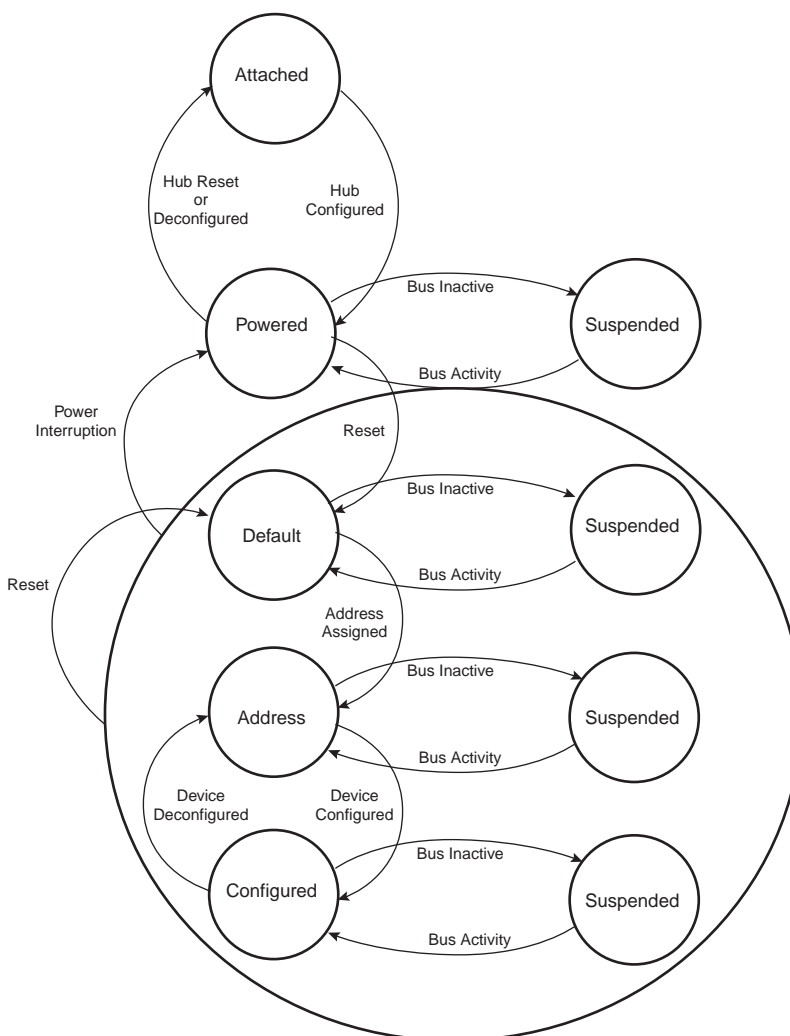 Attached
Hub Reset
or
Deconfigured
Hub
Configured
Bus Inactive
Powered
Suspended
Bus Activity
Power
Interruption
Reset
Bus Inactive
Default
Suspended
Bus Activity
Reset
Address
Assigned
Bus Inactive
Address
Suspended
Bus Activity
Device
Deconfigured
Device
Configured
Bus Inactive
Configured
Suspended
Bus Activity